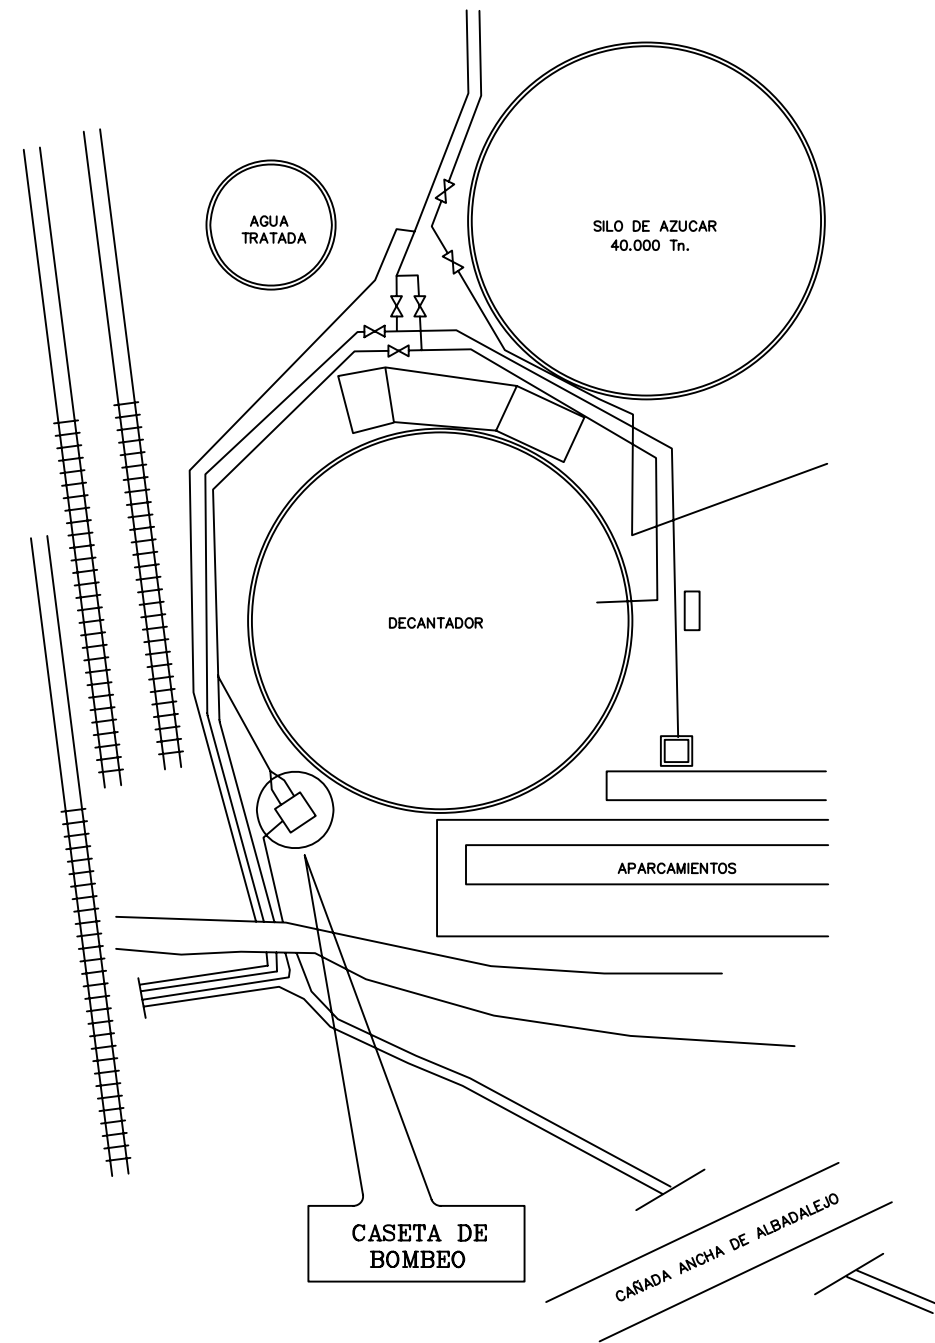 AGUA
TRATADA
SILO DE AZUCAR
40.000 Tn.
DECANTADOR
APARCAMIENTOS
CASETA DE
BOMBEO
CAÑADA ANCHA DE ALBADALEJO